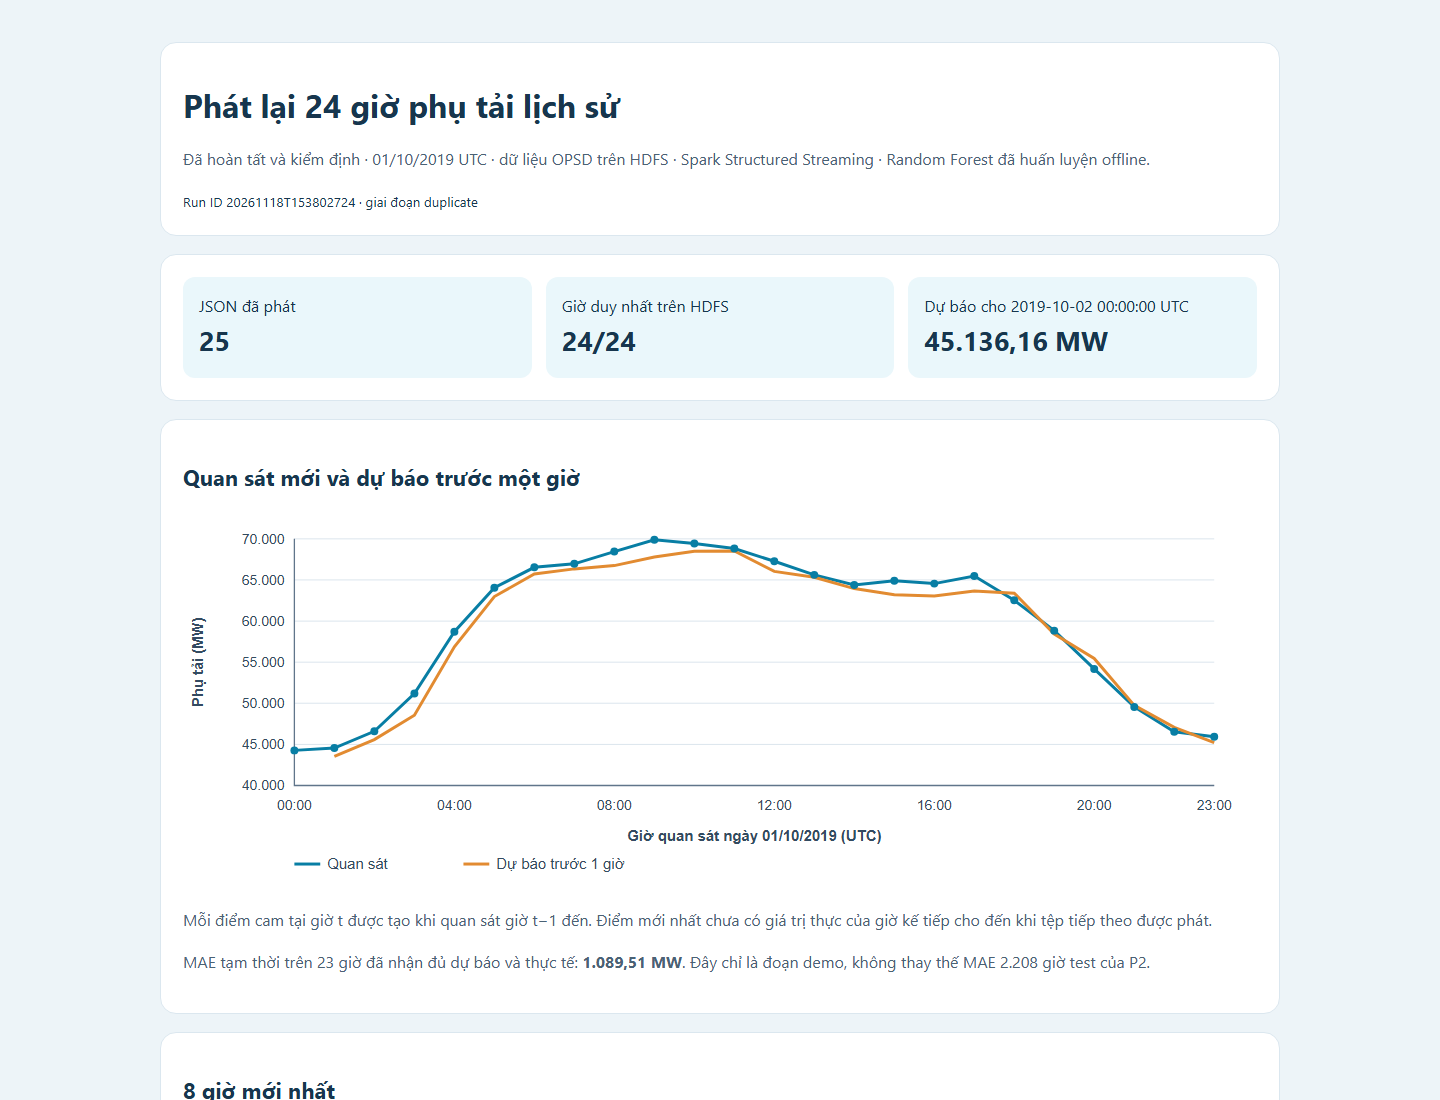 Phát lại 24 giờ phụ tải lịch sử
Đã hoàn tất và kiểm định · 01/10/2019 UTC · dữ liệu OPSD trên HDFS · Spark Structured Streaming · Random Forest đã huấn luyện offline.
Run ID 20261118T153802724 · giai đoạn duplicate
JSON đã phát
25
Giờ duy nhất trên HDFS
24/24
Dự báo cho 2019-10-02 00:00:00 UTC
45.136,16 MW
Quan sát mới và dự báo trước một giờ
Phụ tải (MW)
70.000
65.000
60.000
55.000
50.000
45.000
40.000
00:00 04:00 08:00 12:00 16:00 20:00 23:00
Giờ quan sát ngày 01/10/2019 (UTC)
Quan sát Dự báo trước 1 giờ
Mỗi điểm cam tại giờ t được tạo khi quan sát giờ t−1 đến. Điểm mới nhất chưa có giá trị thực của giờ kế tiếp cho đến khi tệp tiếp theo được phát.
MAE tạm thời trên 23 giờ đã nhận đủ dự báo và thực tế: 1.089,51 MW. Đây chỉ là đoạn demo, không thay thế MAE 2.208 giờ test của P2.
8 giờ mới nhất